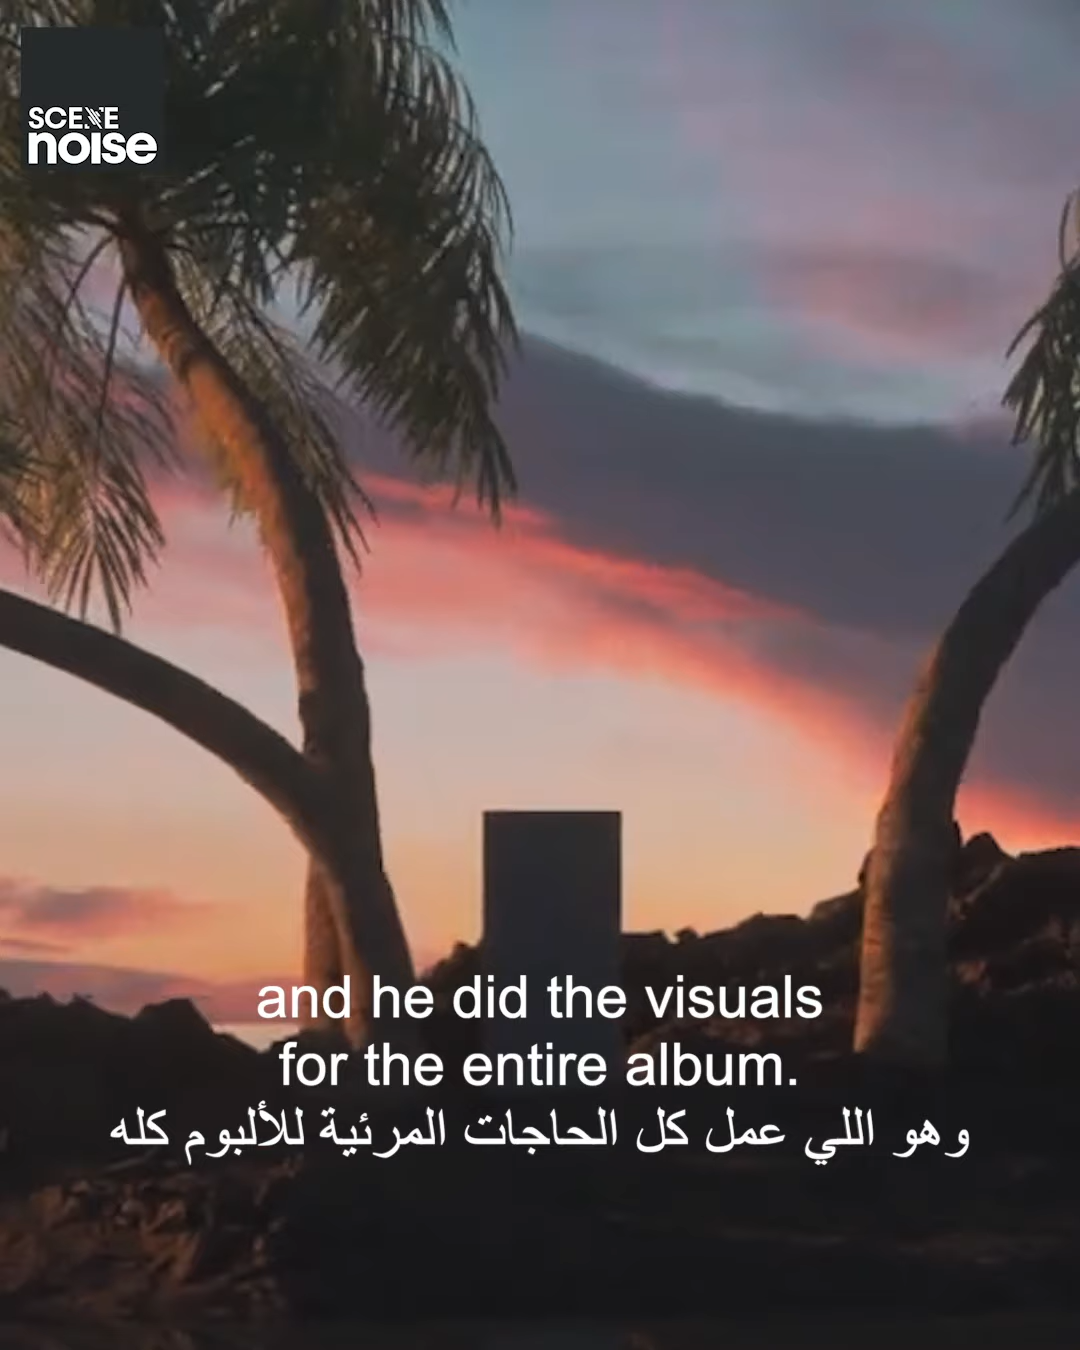 SCENE
noise
and he did the visuals
for the entire album.
وهو اللي عمل كل الحاجات المرئية للألبوم كله